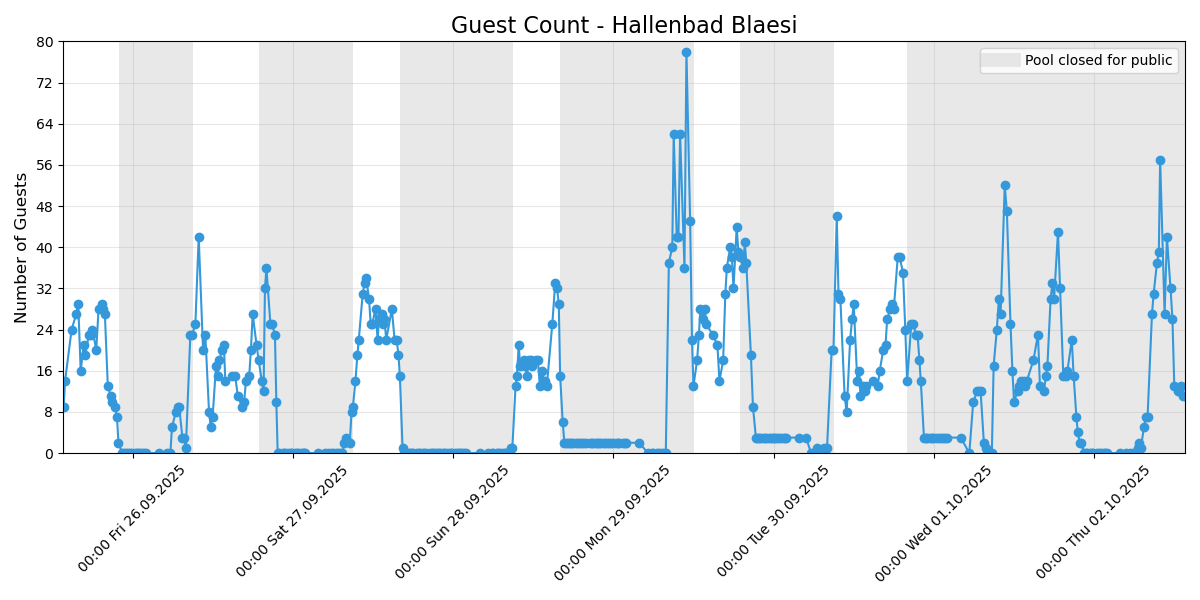 Guest Count - Hallenbad Blaesi
Number of Guests
80
72
64
56
48
40
32
24
16
8
0
Pool closed for public
00:00 Fri 26.09.2025
00:00 Sat 27.09.2025
00:00 Sun 28.09.2025
00:00 Mon 29.09.2025
00:00 Tue 30.09.2025
00:00 Wed 01.10.2025
00:00 Thu 02.10.2025